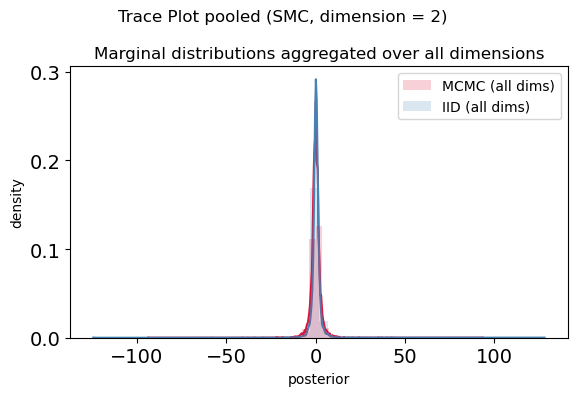 Trace Plot pooled (SMC, dimension = 2)
Marginal distributions aggregated over all dimensions
MCMC (all dims)
IID (all dims)
density
0.3
0.2
0.1
0.0
−100
−50
0
50
100
posterior